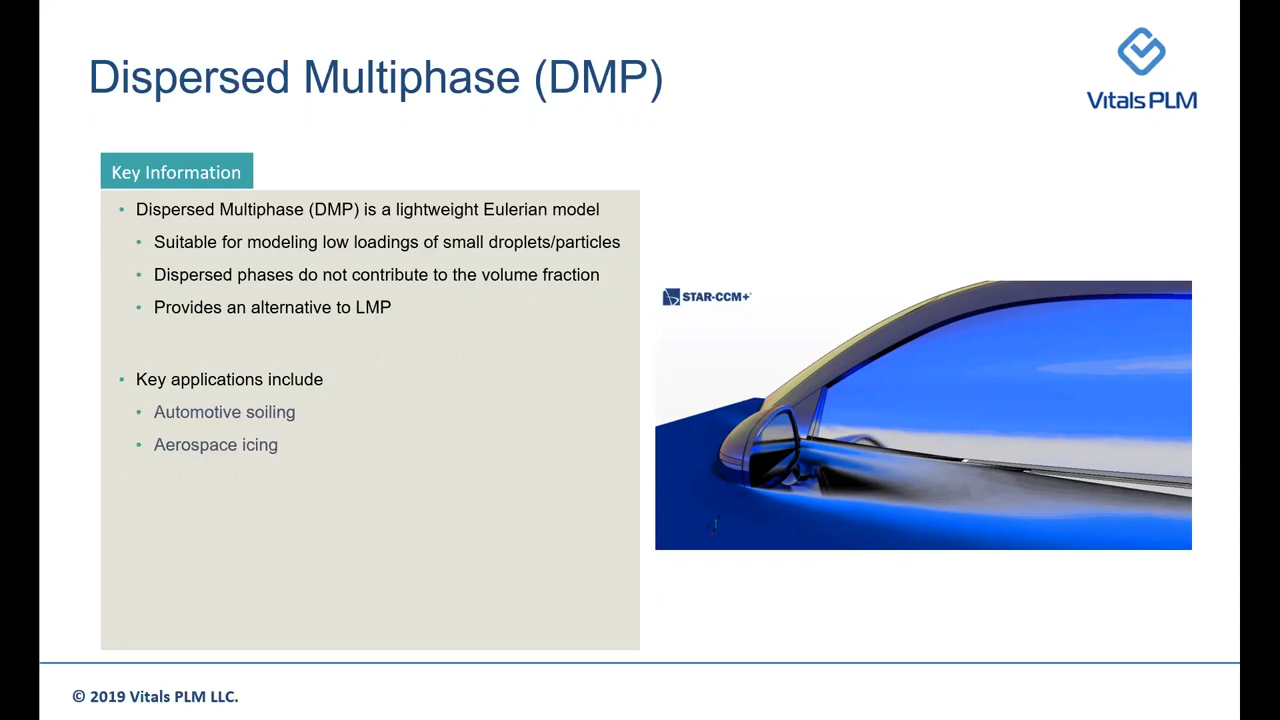 Dispersed Multiphase (DMP)
Vitals PLM
Key Information
• Dispersed Multiphase (DMP) is a lightweight Eulerian model
• Suitable for modeling low loadings of small droplets/particles
• Dispersed phases do not contribute to the volume fraction
• Provides an alternative to LMP
STAR-CCM+
• Key applications include
• Automotive soiling
• Aerospace icing
© 2019 Vitals PLM LLC.